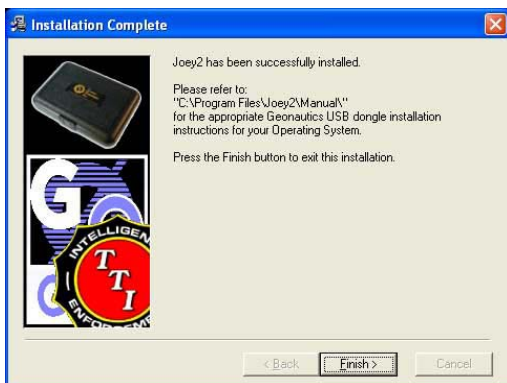 Installation Complete
Joey2 has been successfully installed.
Please refer to:
"C:\Program Files\Joey2\Manual\"
for the appropriate Geonautics USB dongle installation
instructions for your Operating System.
Press the Finish button to exit this installation.
G
INTELLIGEN
TTI
ENFORCEMEN
< Back
Finish >
Cancel